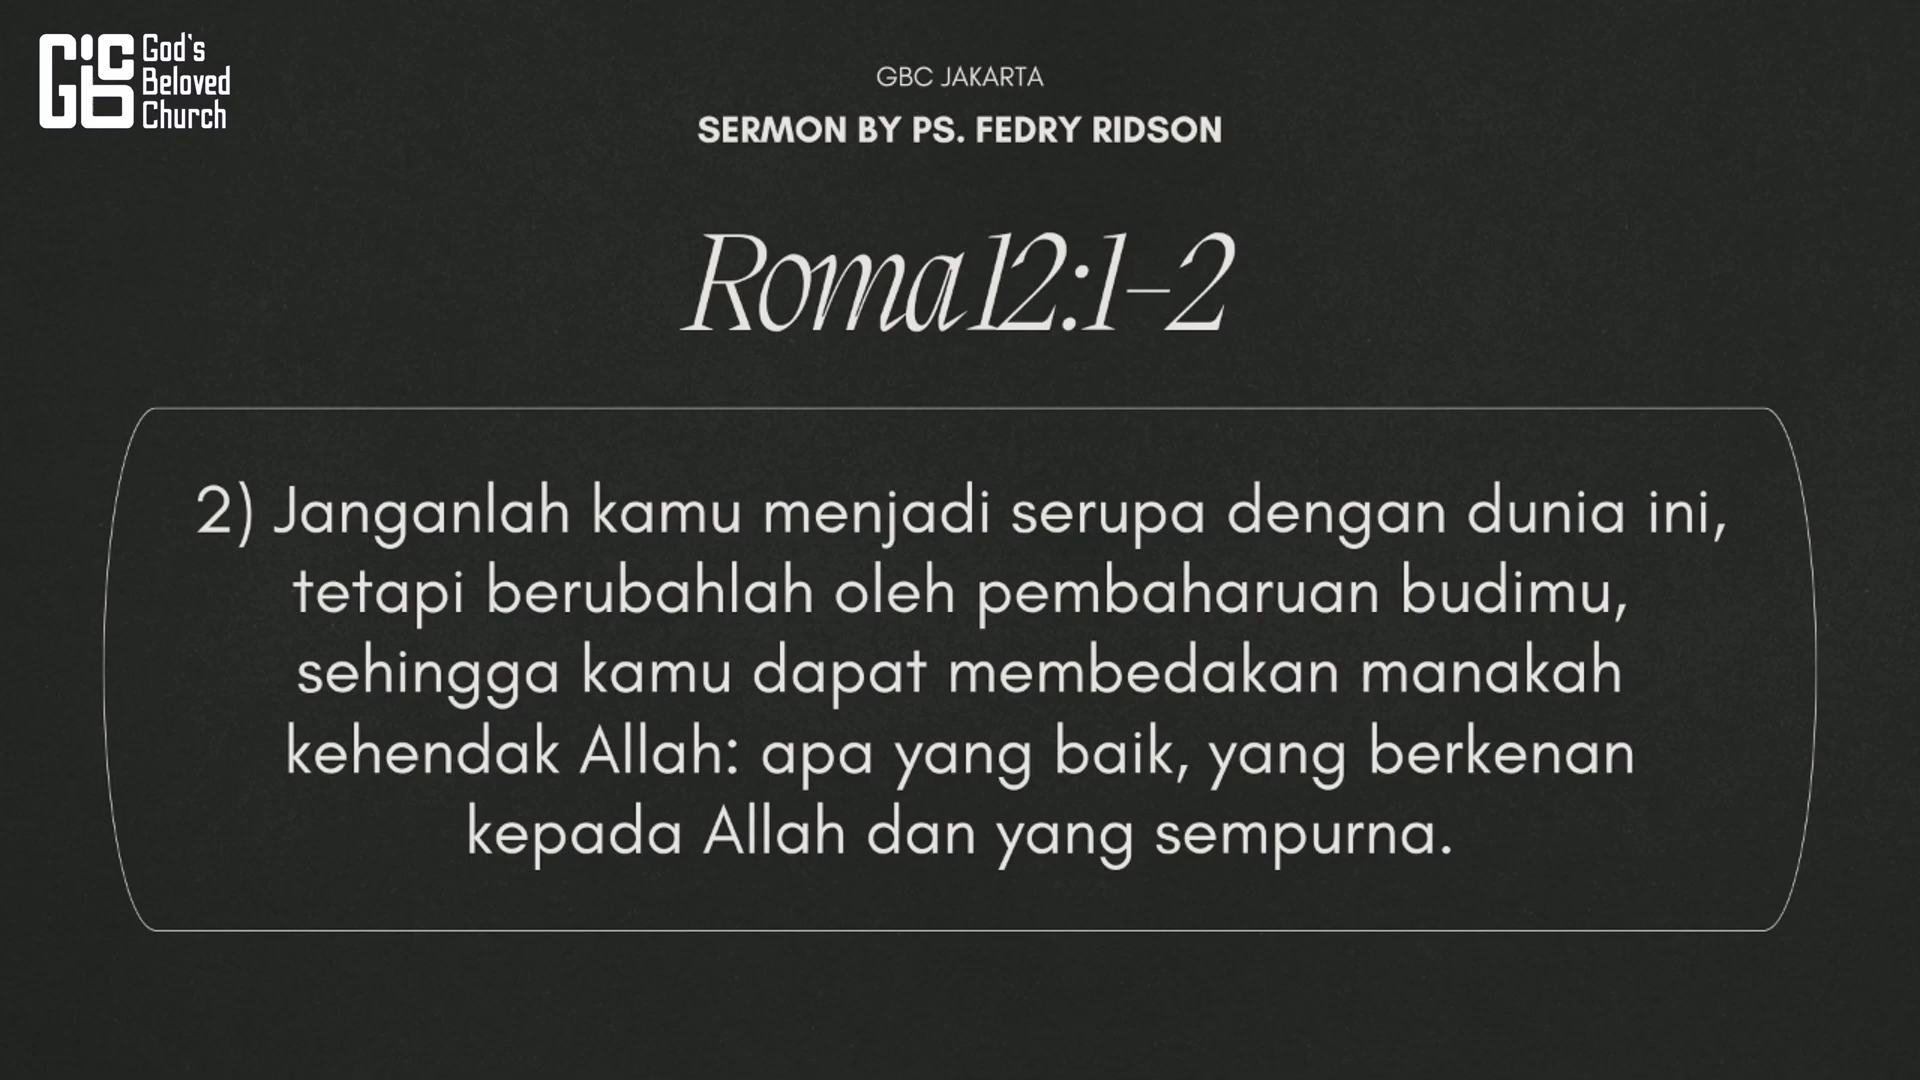 God's
Beloved
Church
GBC JAKARTA
SERMON BY PS. FEDRY RIDSON
Roma 12:1-2
2) Janganlah kamu menjadi serupa dengan dunia ini,
tetapi berubahlah oleh pembaharuan budimu,
sehingga kamu dapat membedakan manakah
kehendak Allah: apa yang baik, yang berkenan
kepada Allah dan yang sempurna.